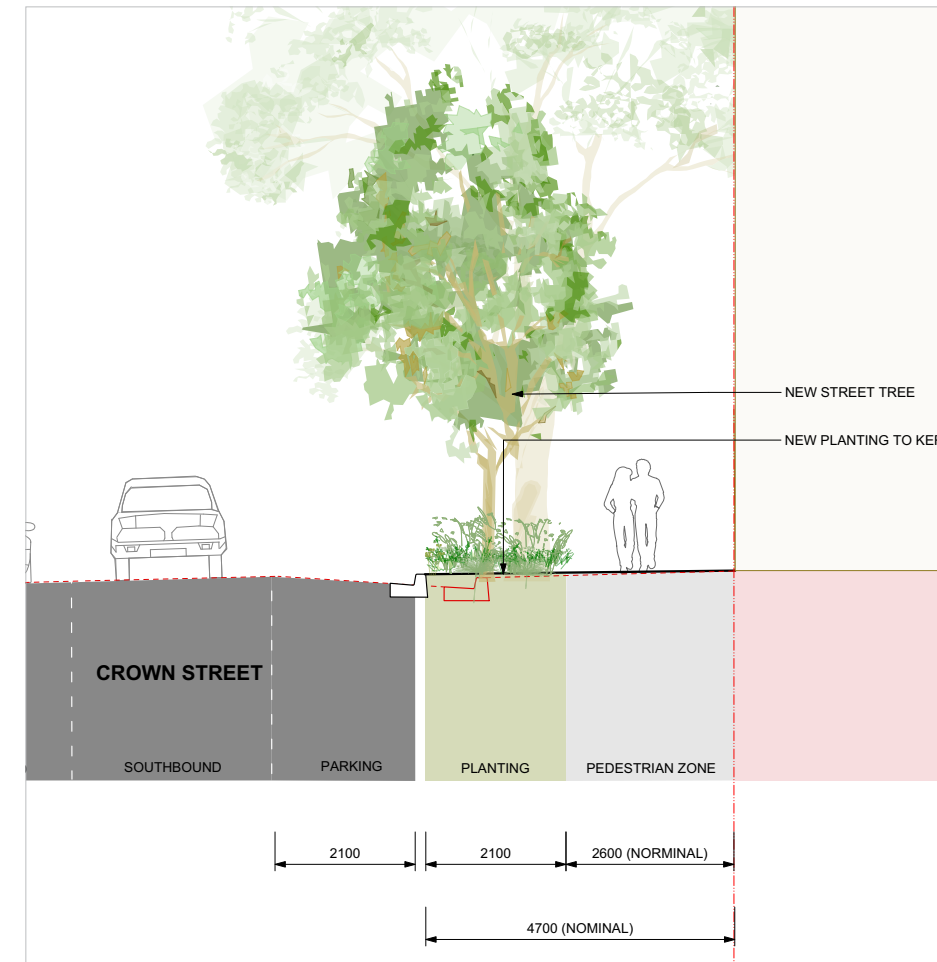 NEW STREET TREE
NEW PLANTING TO
CROWN STREET
SOUTHBOUND
PARKING
PLANTING
PEDESTRIAN ZONE
2100
2100
2600 (NORMINAL)
4700 (NOMINAL)